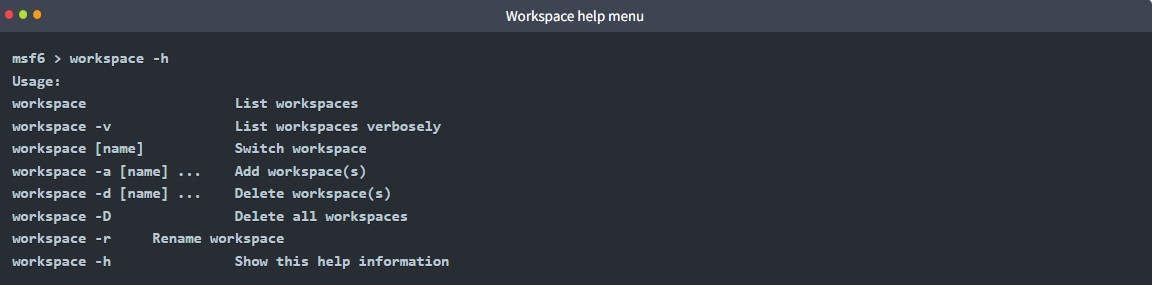 Workspace help menu
msf6 > workspace -h
Usage:
workspace                  List workspaces
workspace -v               List workspaces verbosely
workspace [name]           Switch workspace
workspace -a [name] ...    Add workspace(s)
workspace -d [name] ...    Delete workspace(s)
workspace -D               Delete all workspaces
workspace -r     Rename workspace
workspace -h               Show this help information